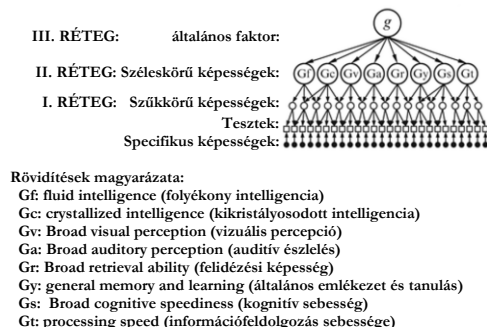 g
III. RÉTEG: általános faktor:
II. RÉTEG: Széleskörű képességek:
Gf Gc Gv Ga Gr Gy Gs Gt
I. RÉTEG: Szűkkörű képességek:
Tesztek:
Specifikus képességek:
Rövidítések magyarázata:
Gf: fluid intelligence (folyékony intelligencia)
Gc: crystallized intelligence (kikristályosodott intelligencia)
Gv: Broad visual perception (vizuális percepció)
Ga: Broad auditory perception (auditív észlelés)
Gr: Broad retrieval ability (felidézési képesség)
Gy: general memory and learning (általános emlékezet és tanulás)
Gs: Broad cognitive speediness (kognitív sebesség)
Gt: processing speed (információfeldolgozás sebessége)